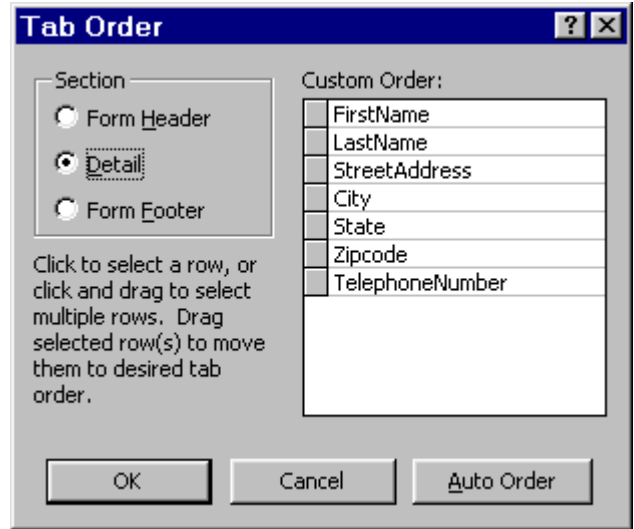 Tab Order
Section
Form Header
Detail
Form Footer
Click to select a row, or
click and drag to select
multiple rows. Drag
selected row(s) to move
them to desired tab
order.
Custom Order:
FirstName
LastName
StreetAddress
City
State
Zipcode
TelephoneNumber
OK
Cancel
Auto Order